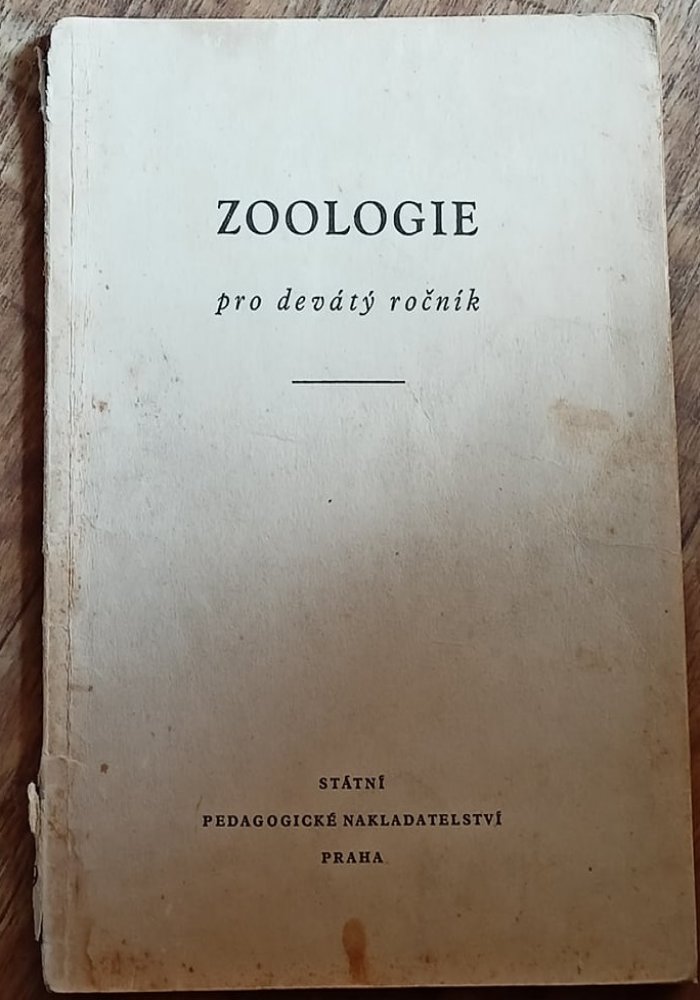 ZOOLOGIE
pro devátý ročník
STÁTNÍ
PEDAGOGICKÉ NAKLADATELSTVÍ
PRAHA